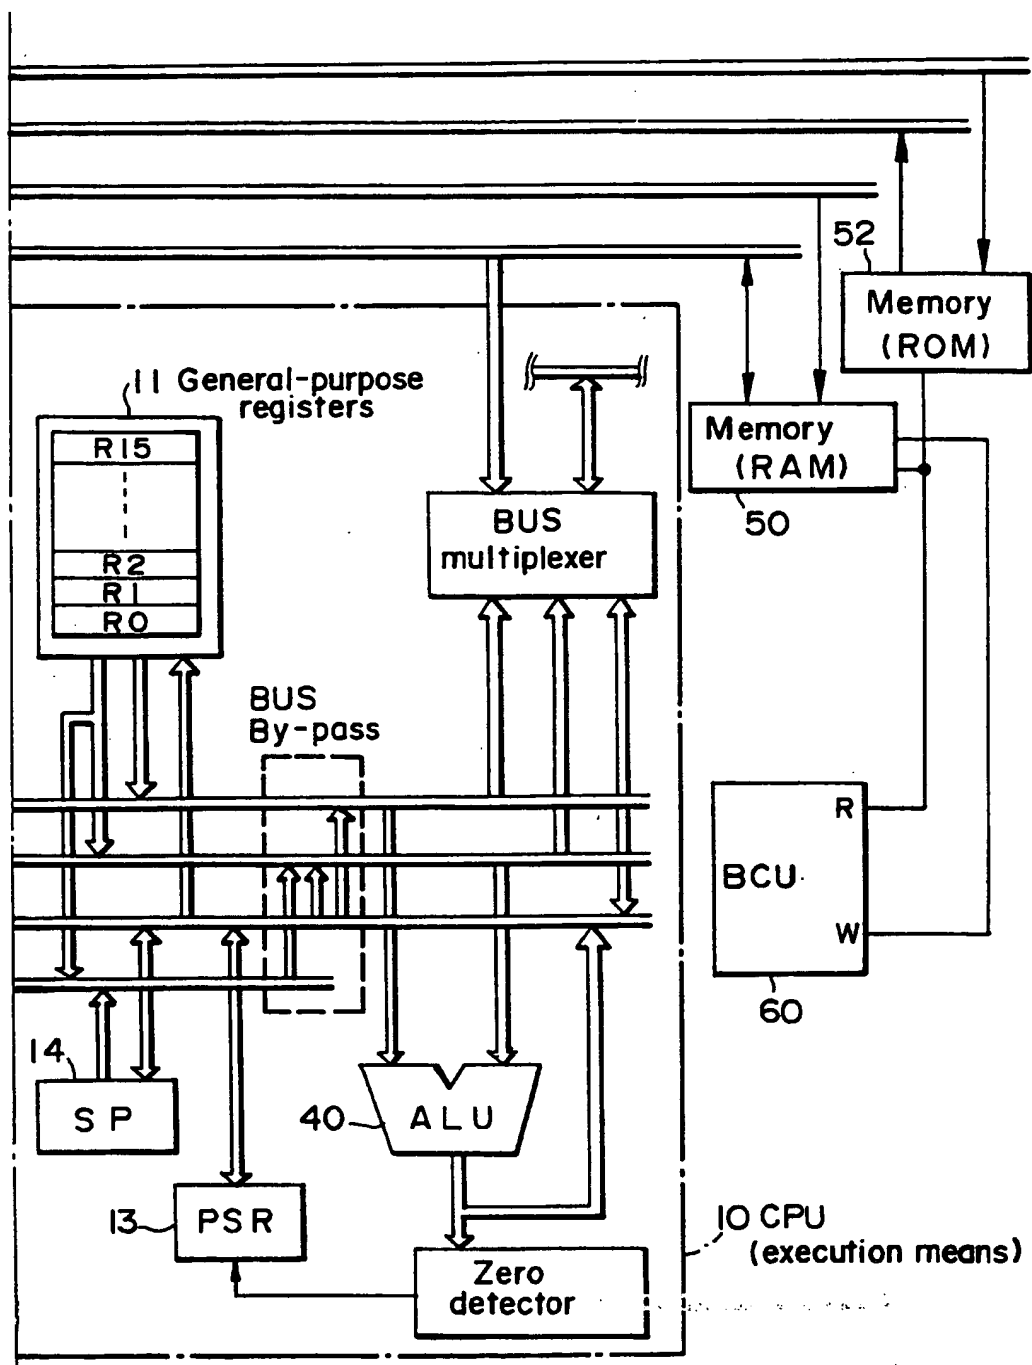 52
Memory
(ROM)
11 General-purpose
registers
R15
R2
R1
R0
BUS
multiplexer
Memory
(RAM)
50
BUS
By-pass
R
BCU
W
60
14
SP
40
ALU
13
PSR
10 CPU
(execution means)
Zero
detector